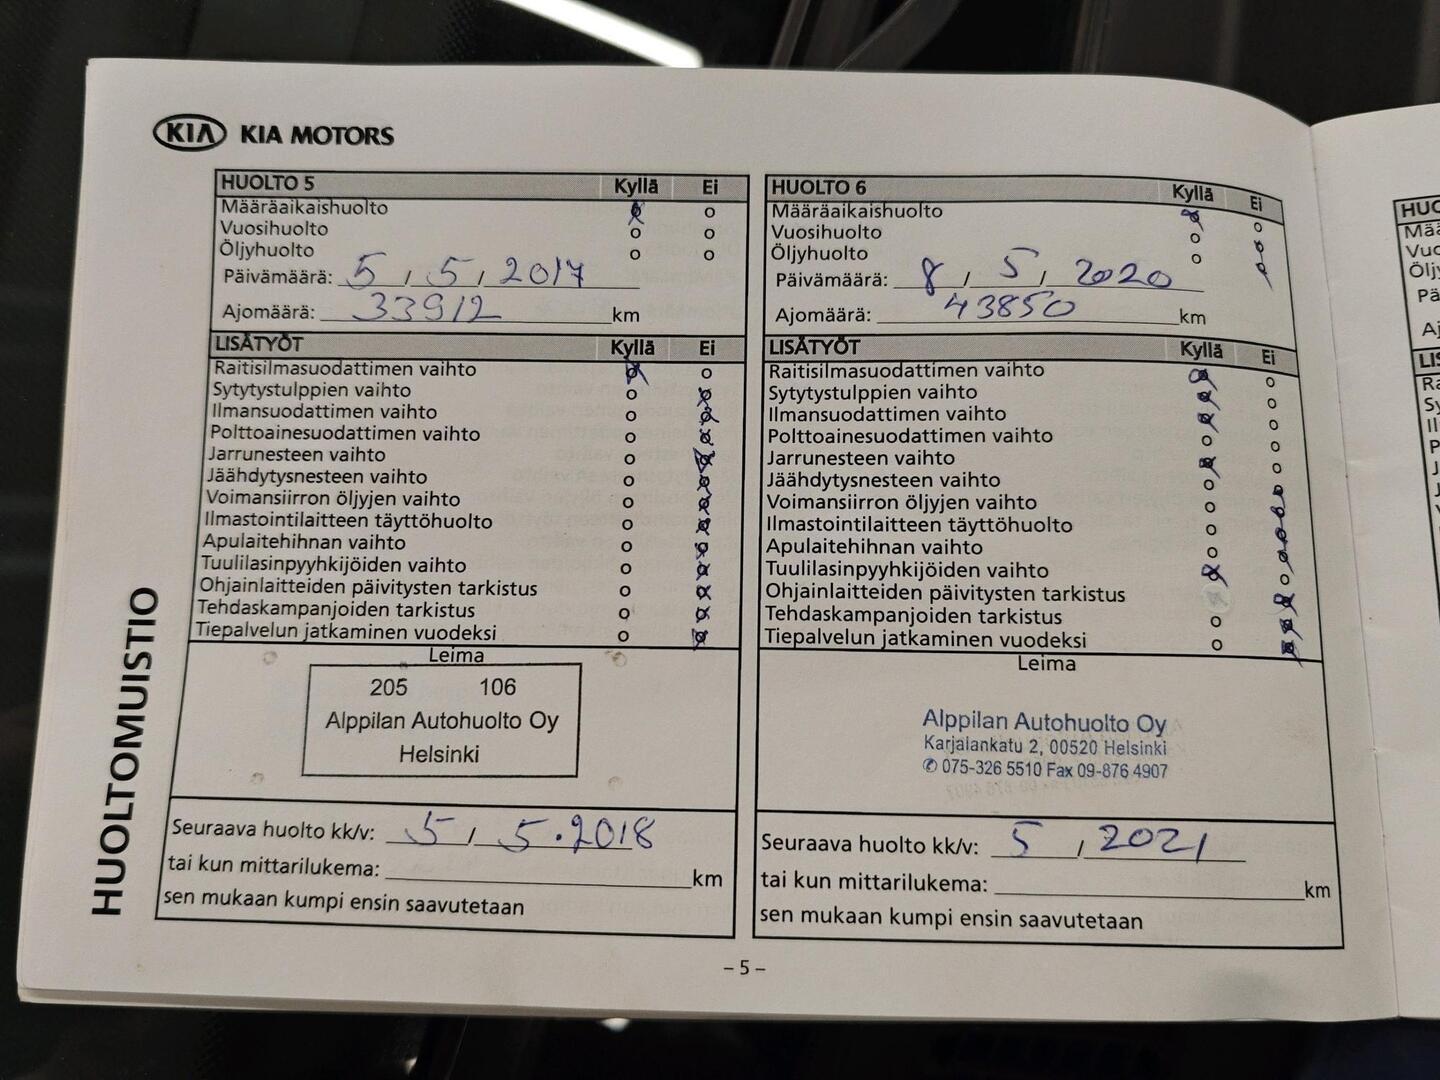 KIA KIA MOTORS
HUOLTOMUISTIO
HUOLTO 5 Kyllä Ei
Määräaikaishuolto
Vuosihuolto
Öljyhuolto
Päivämäärä: 5 / 5 / 2017
Ajomäärä: 33912 km
LISÄTYÖT Kyllä Ei
Raitisilmasuodattimen vaihto
Sytytystulppien vaihto
Ilmansuodattimen vaihto
Polttoainesuodattimen vaihto
Jarrunesteen vaihto
Jäähdytysnesteen vaihto
Voimansiirron öljyjen vaihto
Ilmastointilaitteen täyttöhuolto
Apulaitehihnan vaihto
Tuulilasinpyyhkijöiden vaihto
Ohjainlaitteiden päivitysten tarkistus
Tehdaskampanjoiden tarkistus
Tiepalvelun jatkaminen vuodeksi
Leima
205 106
Alppilan Autohuolto Oy
Helsinki
Seuraava huolto kk/v: 5 / 5.2018
tai kun mittarilukema: km
sen mukaan kumpi ensin saavutetaan
HUOLTO 6 Kyllä Ei
Määräaikaishuolto
Vuosihuolto
Öljyhuolto
Päivämäärä: 8 / 5 / 2020
Ajomäärä: 43850 km
LISÄTYÖT Kyllä Ei
Raitisilmasuodattimen vaihto
Sytytystulppien vaihto
Ilmansuodattimen vaihto
Polttoainesuodattimen vaihto
Jarrunesteen vaihto
Jäähdytysnesteen vaihto
Voimansiirron öljyjen vaihto
Ilmastointilaitteen täyttöhuolto
Apulaitehihnan vaihto
Tuulilasinpyyhkijöiden vaihto
Ohjainlaitteiden päivitysten tarkistus
Tehdaskampanjoiden tarkistus
Tiepalvelun jatkaminen vuodeksi
Leima
Alppilan Autohuolto Oy
Karjalankatu 2, 00520 Helsinki
✆ 075-326 5510 Fax 09-876 4907
Seuraava huolto kk/v: 5 / 2021
tai kun mittarilukema: km
sen mukaan kumpi ensin saavutetaan
– 5 –